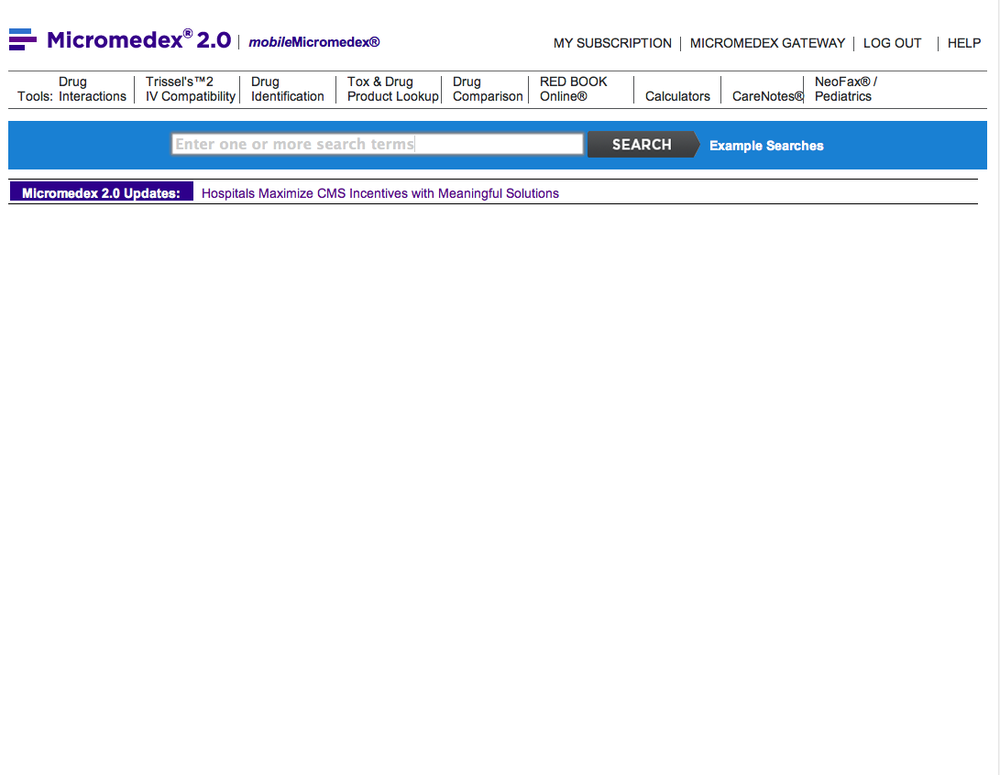 Micromedex® 2.0 | mobileMicromedex®
MY SUBSCRIPTION | MICROMEDEX GATEWAY | LOG OUT | HELP
Tools:
Drug
Interactions
Trissel's™2
IV Compatibility
Drug
Identification
Tox & Drug
Product Lookup
Drug
Comparison
RED BOOK
Online®
Calculators
CareNotes®
NeoFax® /
Pediatrics
Enter one or more search terms
SEARCH
Example Searches
Micromedex 2.0 Updates: Hospitals Maximize CMS Incentives with Meaningful Solutions